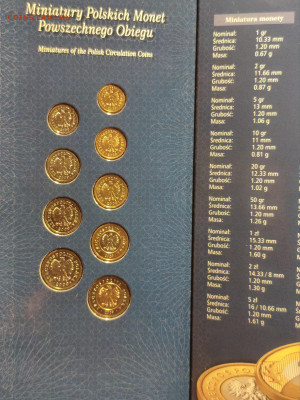 Miniatury Polskich Monet
Powszechnego Obiegu
Miniatures of the Polish Circulation Coins
Miniatura monety
Nominał: 1 gr
Średnica: 10.33 mm
Grubość: 1.20 mm
Masa: 0.67 g
Nominał: 2 gr
Średnica: 11.66 mm
Grubość: 1.20 mm
Masa: 0.87 g
Nominał: 5 gr
Średnica: 13 mm
Grubość: 1.20 mm
Masa: 1.06 g
Nominał: 10 gr
Średnica: 11 mm
Grubość: 1.20 mm
Masa: 0.81 g
Nominał: 20 gr
Średnica: 12.33 mm
Grubość: 1.20 mm
Masa: 1.02 g
Nominał: 50 gr
Średnica: 13.66 mm
Grubość: 1.20 mm
Masa: 1.26 g
Nominał: 1 zł
Średnica: 15.33 mm
Grubość: 1.20 mm
Masa: 1.60 g
Nominał: 2 zł
Średnica: 14.33 / 8 mm
Grubość: 1.20 mm
Masa: 1.30 g
Nominał: 5 zł
Średnica: 16 / 10.66 mm
Grubość: 1.20 mm
Masa: 1.61 g